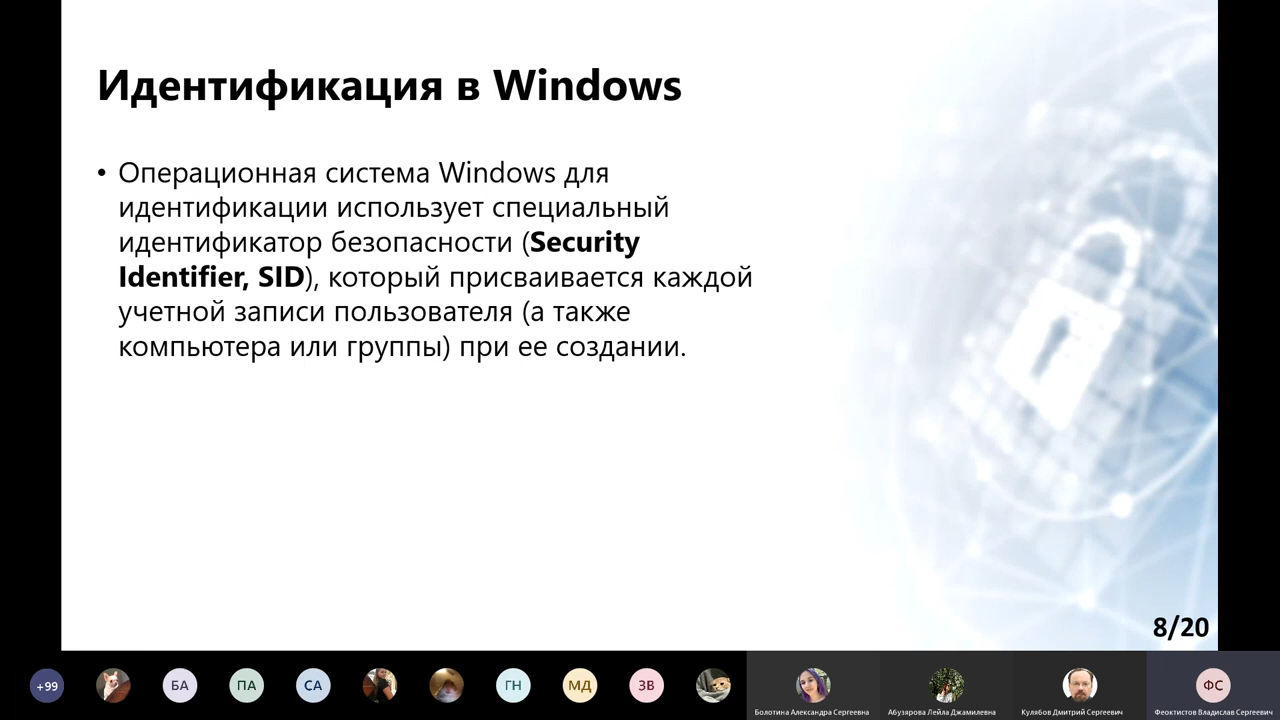 Идентификация в Windows
• Операционная система Windows для
идентификации использует специальный
идентификатор безопасности (Security
Identifier, SID), который присваивается каждой
учетной записи пользователя (а также
компьютера или группы) при ее создании.
8/20
+99
БА
ПА
СА
ГН
МД
ЗВ
ФС
Болотина Александра Сергеевна
Абузярова Лейла Джамилевна
Кулябов Дмитрий Сергеевич
Феоктистов Владислав Сергеевич